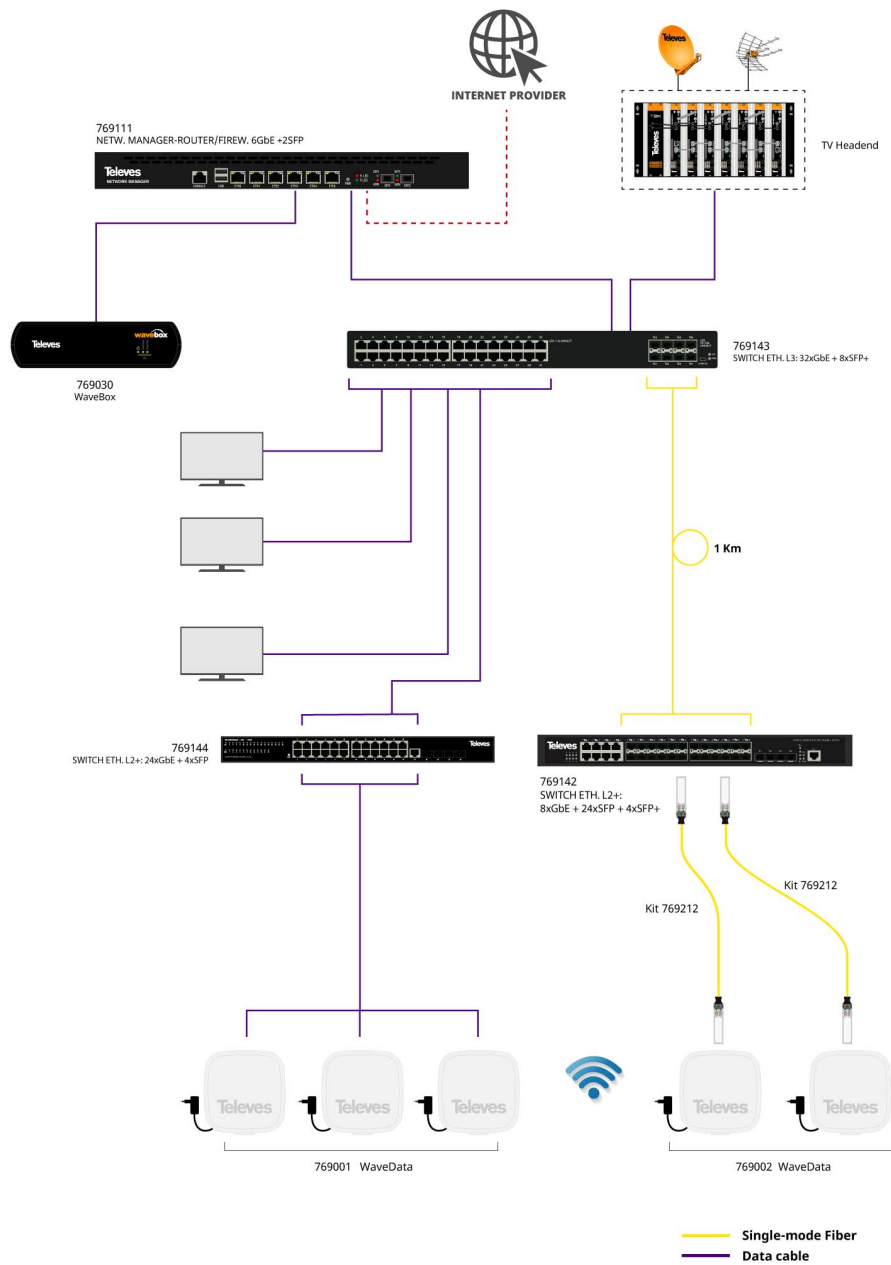 INTERNET PROVIDER
Televes
769111
NETW. MANAGER-ROUTER/FIREW. 6GbE +2SFP
Televes
NETWORK MANAGER
Televes
TV Headend
Televes
wavebox
769030
WaveBox
769143
SWITCH ETH. L3: 32xGbE + 8xSFP+
1 Km
769144
SWITCH ETH. L2+: 24xGbE + 4xSFP
Televes
Televes
769142
SWITCH ETH. L2+:
8xGbE + 24xSFP + 4xSFP+
Kit 769212
Kit 769212
Televes
Televes
Televes
Televes
Televes
769001 WaveData
769002 WaveData
Single-mode Fiber
Data cable